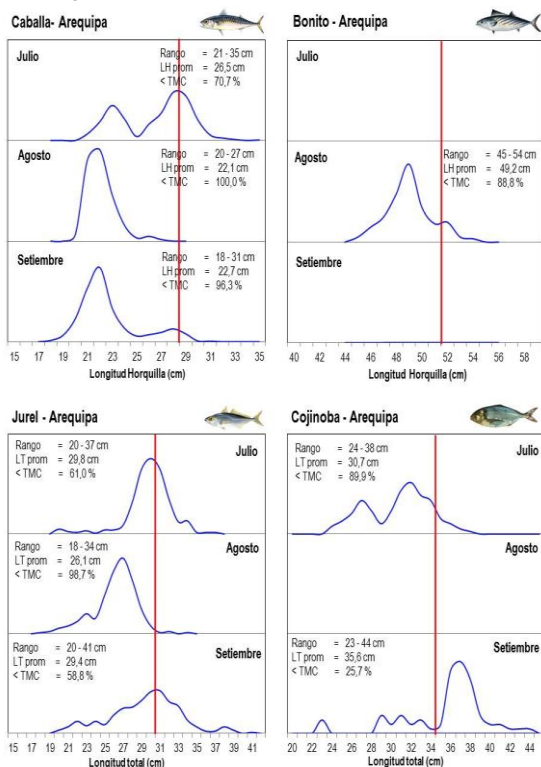 Caballa- Arequipa
Julio
Rango = 21 - 35 cm
LH prom = 26,5 cm
< TMC = 70,7 %
Agosto
Rango = 20 - 27 cm
LH prom = 22,1 cm
< TMC = 100,0 %
Setiembre
Rango = 18 - 31 cm
LH prom = 22,7 cm
< TMC = 96,3 %
15 17 19 21 23 25 27 29 31 33 35
Longitud Horquilla (cm)
Bonito - Arequipa
Julio
Agosto
Rango = 45 - 54 cm
LH prom = 49,2 cm
< TMC = 88,8 %
Setiembre
40 42 44 46 48 50 52 54 56 58
Longitud Horquilla (cm)
Jurel - Arequipa
Rango = 20 - 37 cm
LT prom = 29,8 cm
< TMC = 61,0 %
Julio
Rango = 18 - 34 cm
LT prom = 26,1 cm
< TMC = 98,7 %
Agosto
Rango = 20 - 41 cm
LT prom = 29,4 cm
< TMC = 58,8 %
Setiembre
15 17 19 21 23 25 27 29 31 33 35 37 39 41
Longitud total (cm)
Cojinoba - Arequipa
Rango = 24 - 38 cm
LT prom = 30,7 cm
< TMC = 89,9 %
Julio
Agosto
Rango = 23 - 44 cm
LT prom = 35,6 cm
< TMC = 25,7 %
Setiembre
20 22 24 26 28 30 32 34 36 38 40 42 44
Longitud total (cm)